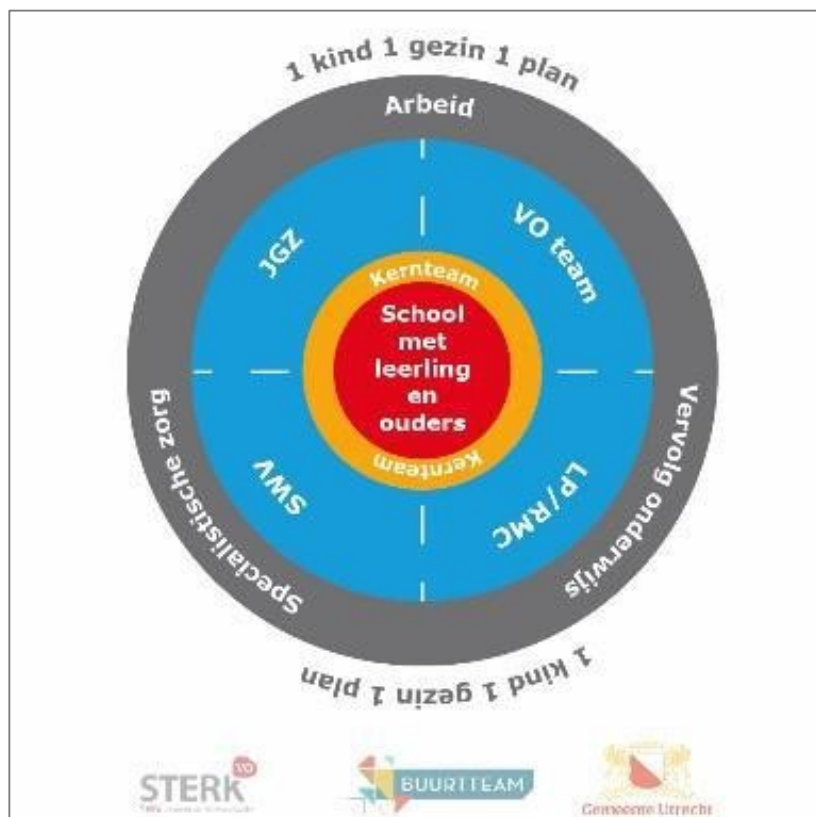 1 kind 1 gezin 1 plan
Arbeid
JGZ
VO team
Kernteam
School
met
leerling
en
ouders
Kernteam
SWV
LP/RMC
Specialistische zorg
Vervolg onderwijs
1 kind 1 gezin 1 plan
STERK VO
BUURTTEAM
Gemeente Utrecht